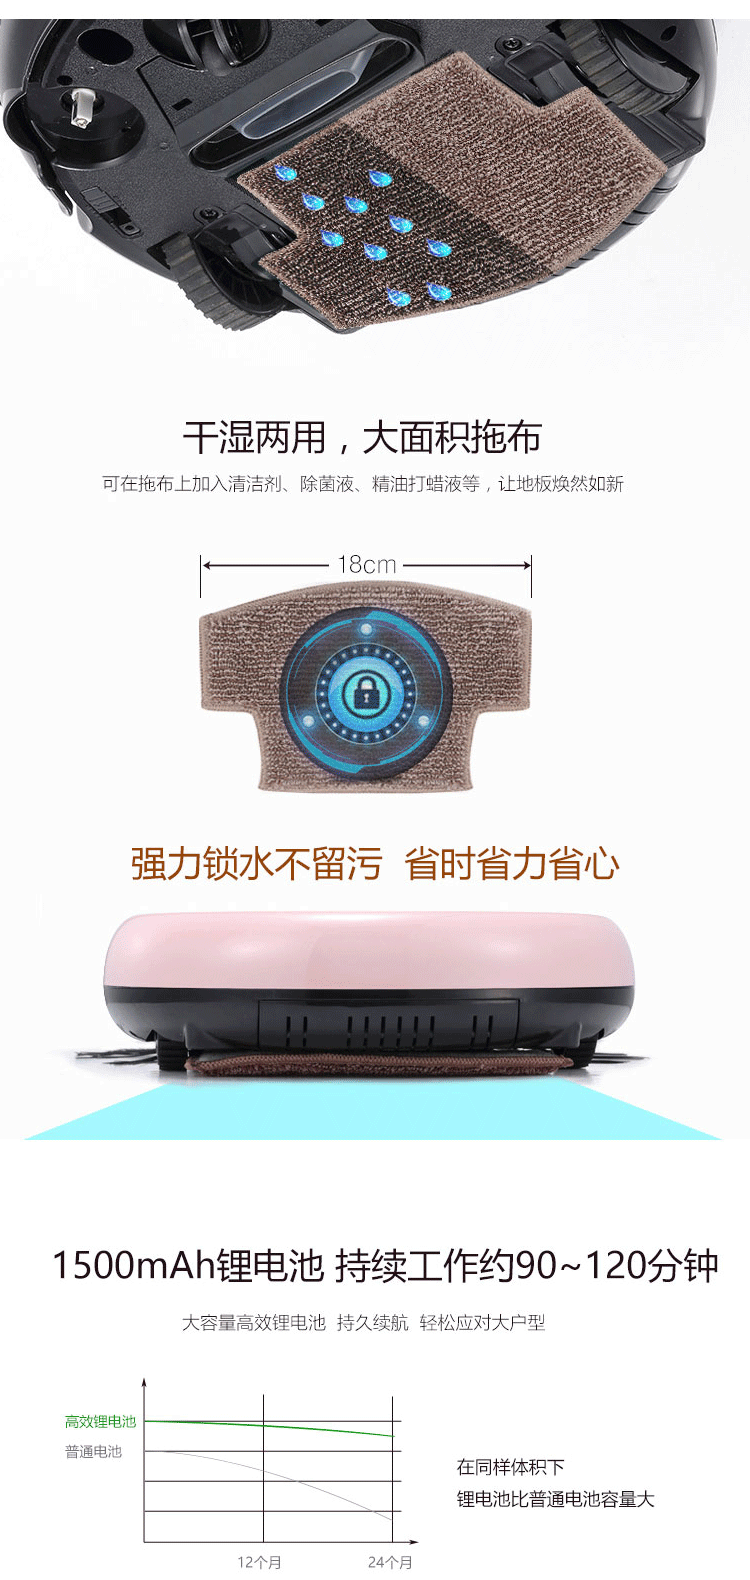 干湿两用，大面积拖布
可在拖布上加入清洁剂、除菌液、精油打蜡液等，让地板焕然如新
18cm
强力锁水不留污 省时省力省心
1500mAh锂电池 持续工作约90~120分钟
大容量高效锂电池 持久续航 轻松应对大户型
高效锂电池
普通电池
在同样体积下
锂电池比普通电池容量大
12个月
24个月